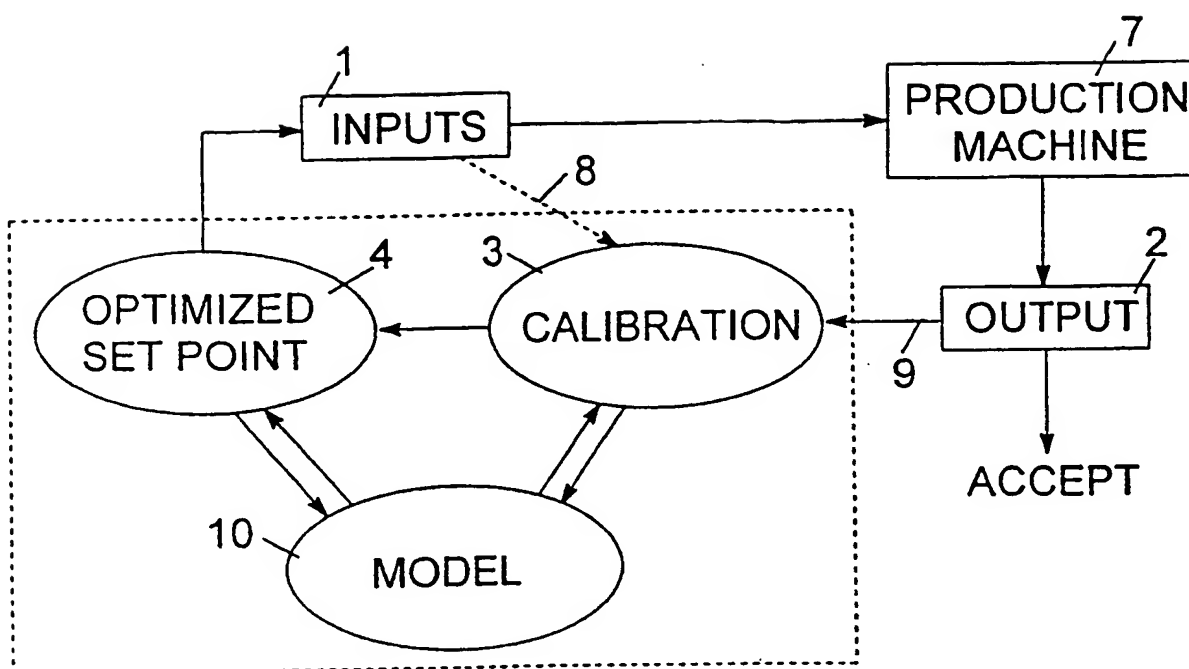 1
INPUTS
7
PRODUCTION
MACHINE
8
4
OPTIMIZED
SET POINT
3
CALIBRATION
2
OUTPUT
9
ACCEPT
10
MODEL